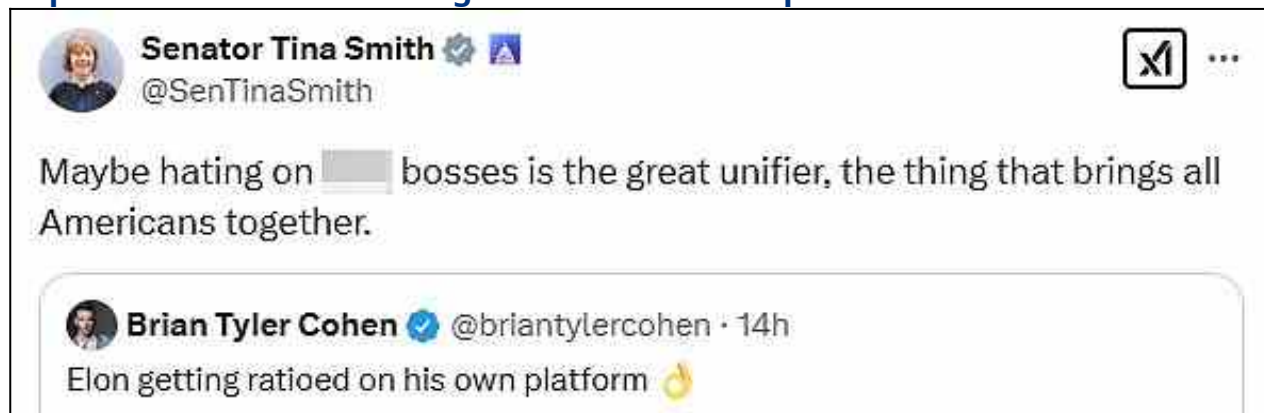 Senator Tina Smith
@SenTinaSmith
Maybe hating on bosses is the great unifier, the thing that brings all
Americans together.
Brian Tyler Cohen @briantylercohen · 14h
Elon getting ratioed on his own platform 👌